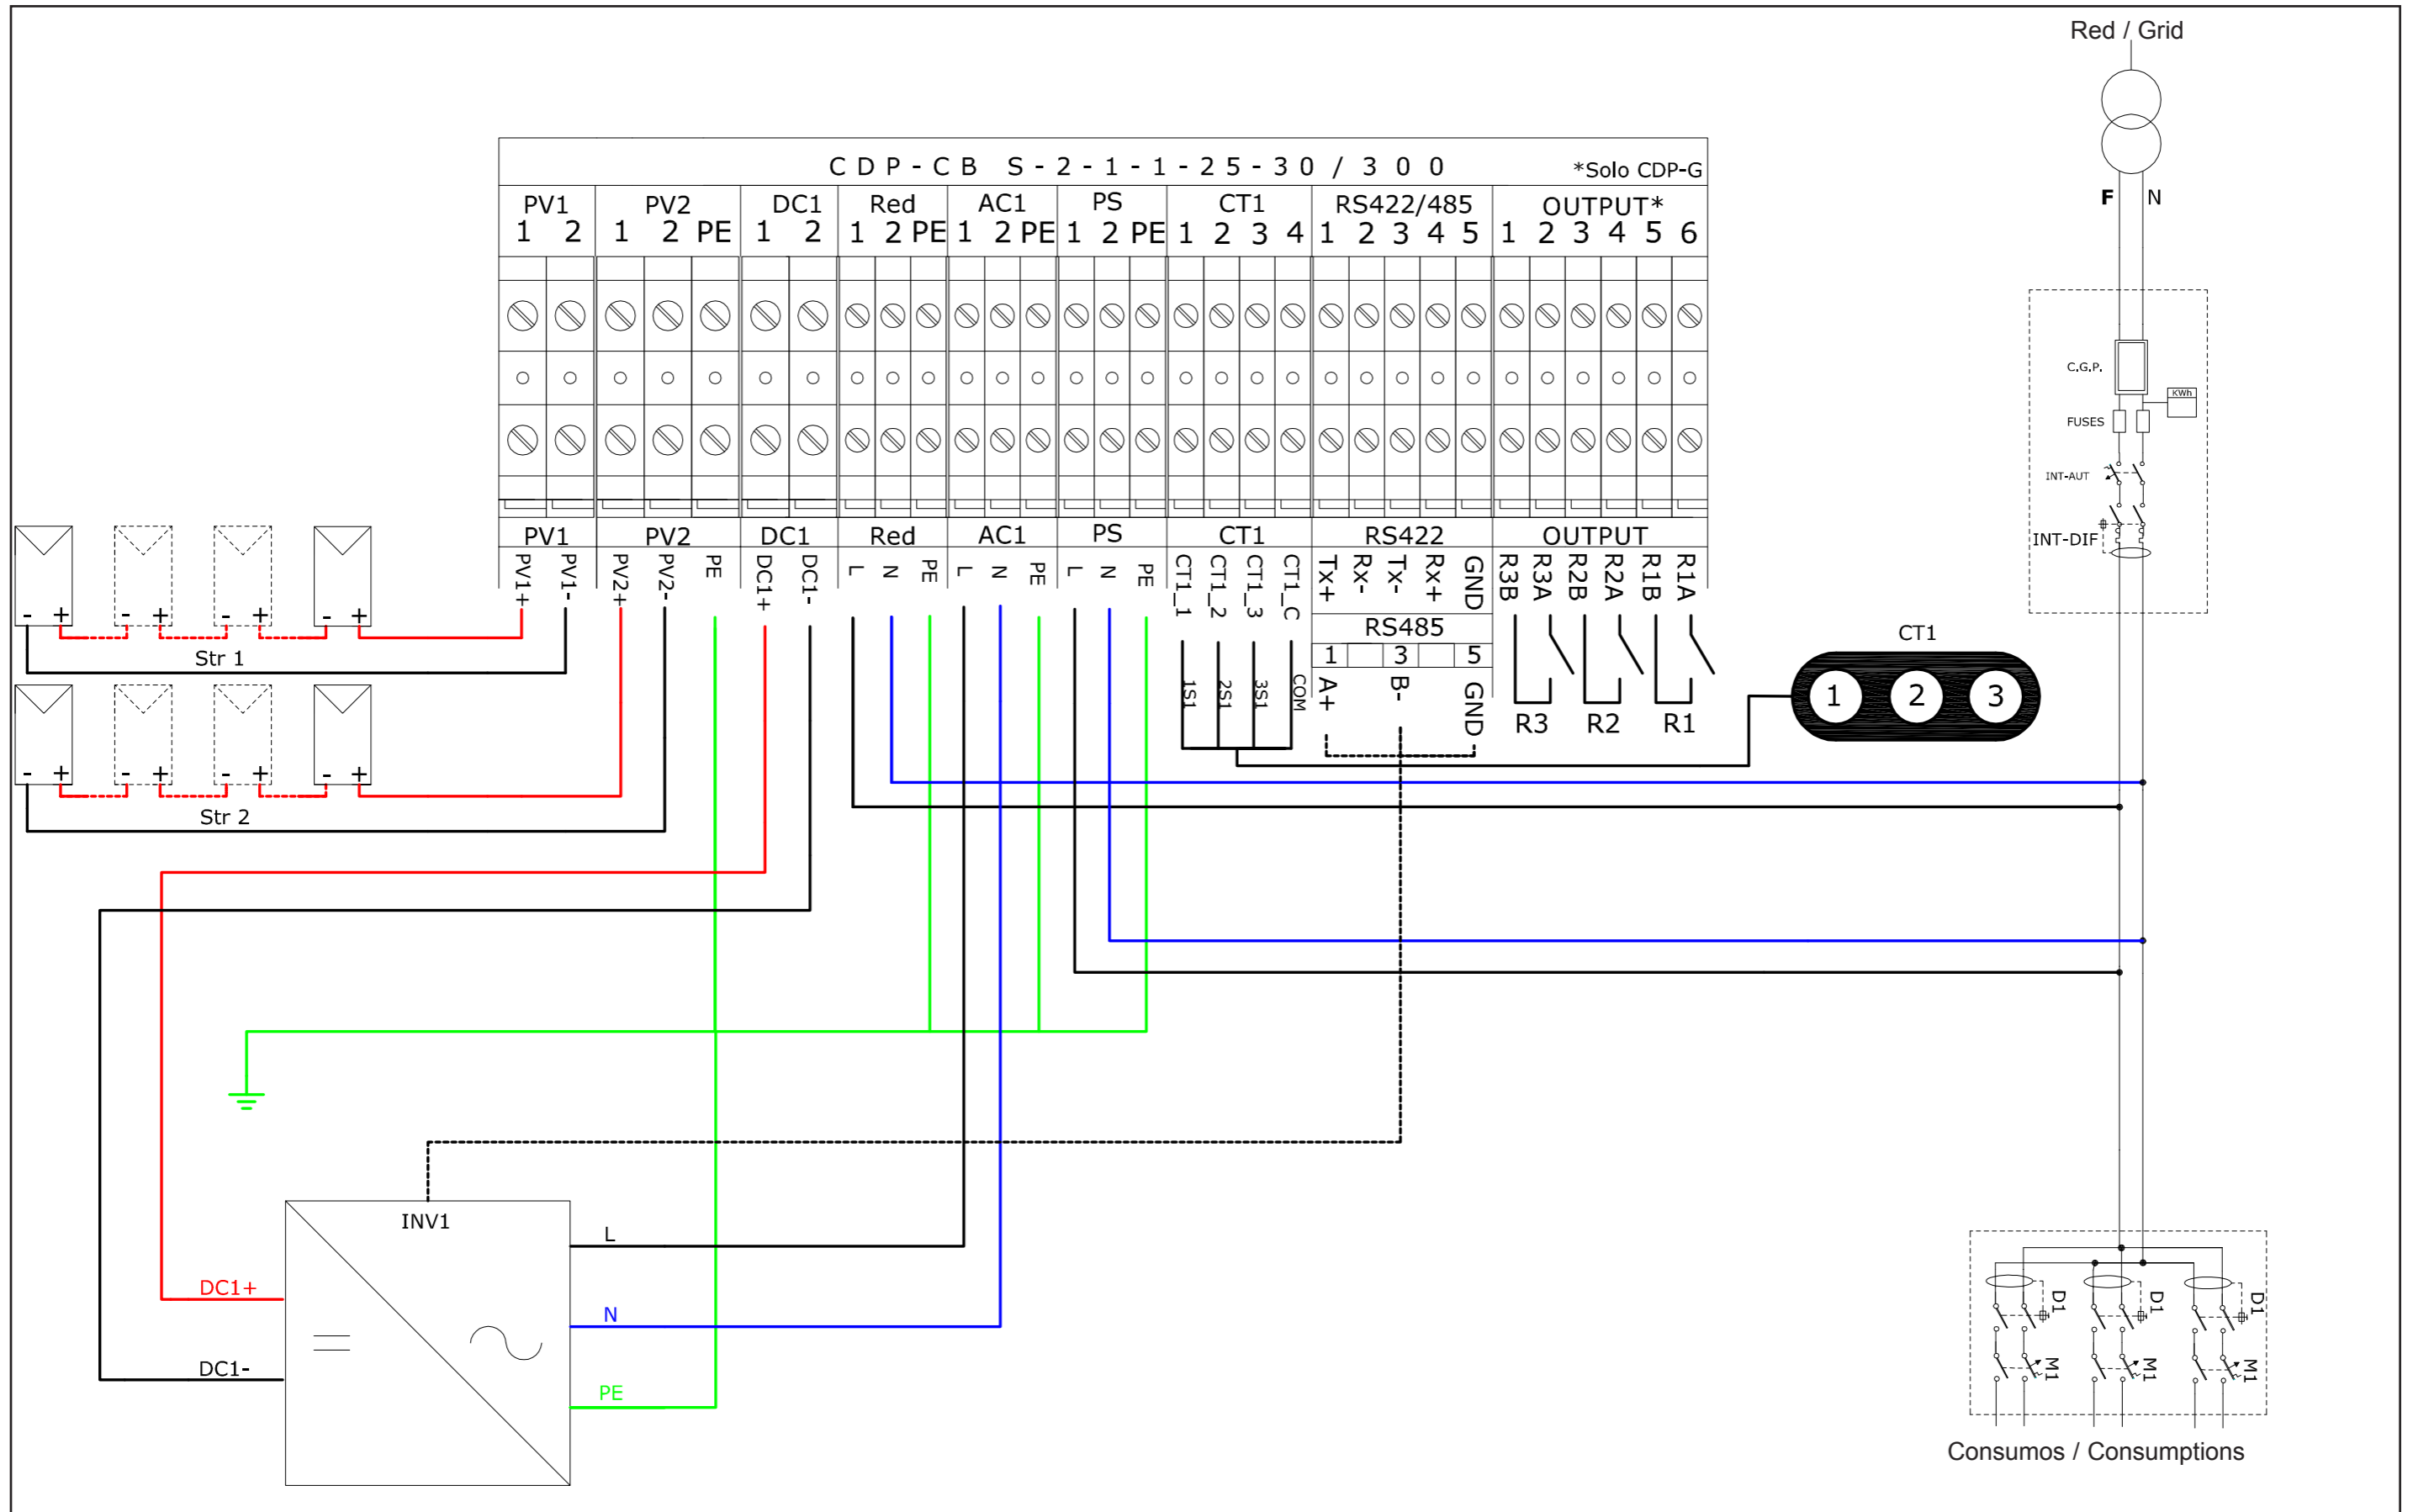 Red / Grid
F N
CDP-CB S-2-1-1-25-30/300 *Solo CDP-G
PV1 PV2 DC1 Red AC1 PS CT1 RS422/485 OUTPUT*
1 2 1 2 PE 1 2 1 2 PE 1 2 PE 1 2 PE 1 2 3 4 1 2 3 4 5 1 2 3 4 5 6
C.G.P.
KWh
FUSES
INT-AUT
INT-DIF
PV1 PV2 DC1 Red AC1 PS CT1 RS422 OUTPUT
PV1+ PV1- PV2+ PV2- PE DC1+ DC1- L N PE L N PE L N PE CT1_1 CT1_2 CT1_3 CT1_C Tx+ Rx- Tx- Rx+ GND R3B R3A R2B R2A R1B R1A
RS485
1 3 5
1S1 2S1 3S1 COM A+ B- GND
R3 R2 R1
CT1
1 2 3
- + - + - + - +
Str 1
- + - + - + - +
Str 2
INV1
L
N
PE
DC1+
DC1-
D1 D1 D1
M1 M1 M1
Consumos / Consumptions